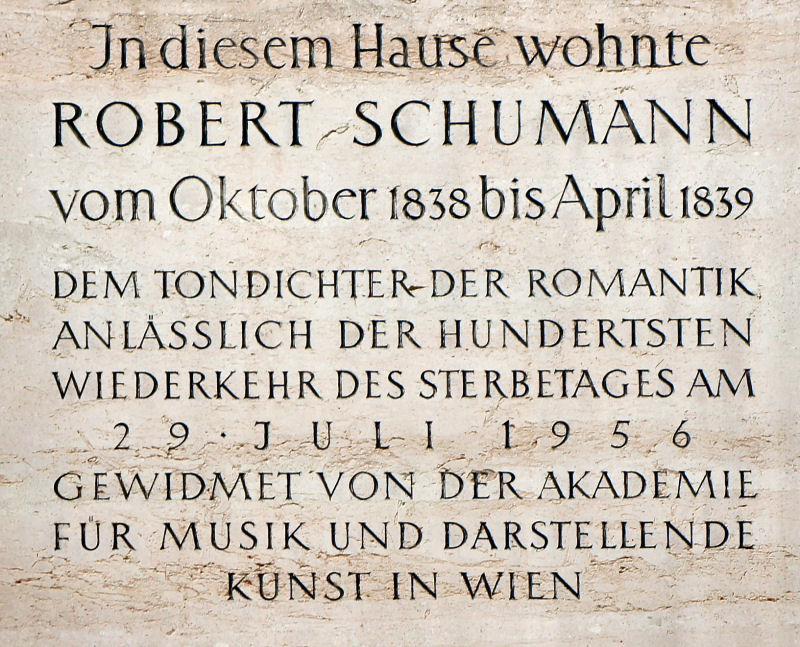 In diesem Hause wohnte
ROBERT SCHUMANN
vom Oktober 1838 bis April 1839
DEM TONDICHTER DER ROMANTIK
ANLÄSSLICH DER HUNDERTSTEN
WIEDERKEHR DES STERBETAGES AM
29 · JULI 1956
GEWIDMET VON DER AKADEMIE
FÜR MUSIK UND DARSTELLENDE
KUNST IN WIEN